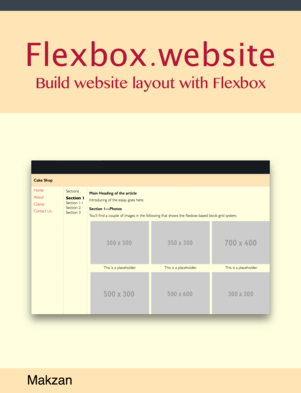 Flexbox.website
Build website layout with Flexbox
Cake Shop
Home
About
Clients
Contact Us
Sections
Section 1
Section 1.1
Section 2
Section 3
Main Heading of the article
Introducing of the essay goes here.
Section 1—Photos
You'll find a couple of images in the following that shows the flexbox-based block-grid system.
300 x 300
350 x 300
700 x 400
This is a placeholder.
This is a placeholder.
This is a placeholder.
500 x 300
500 x 600
300 x 300
Makzan